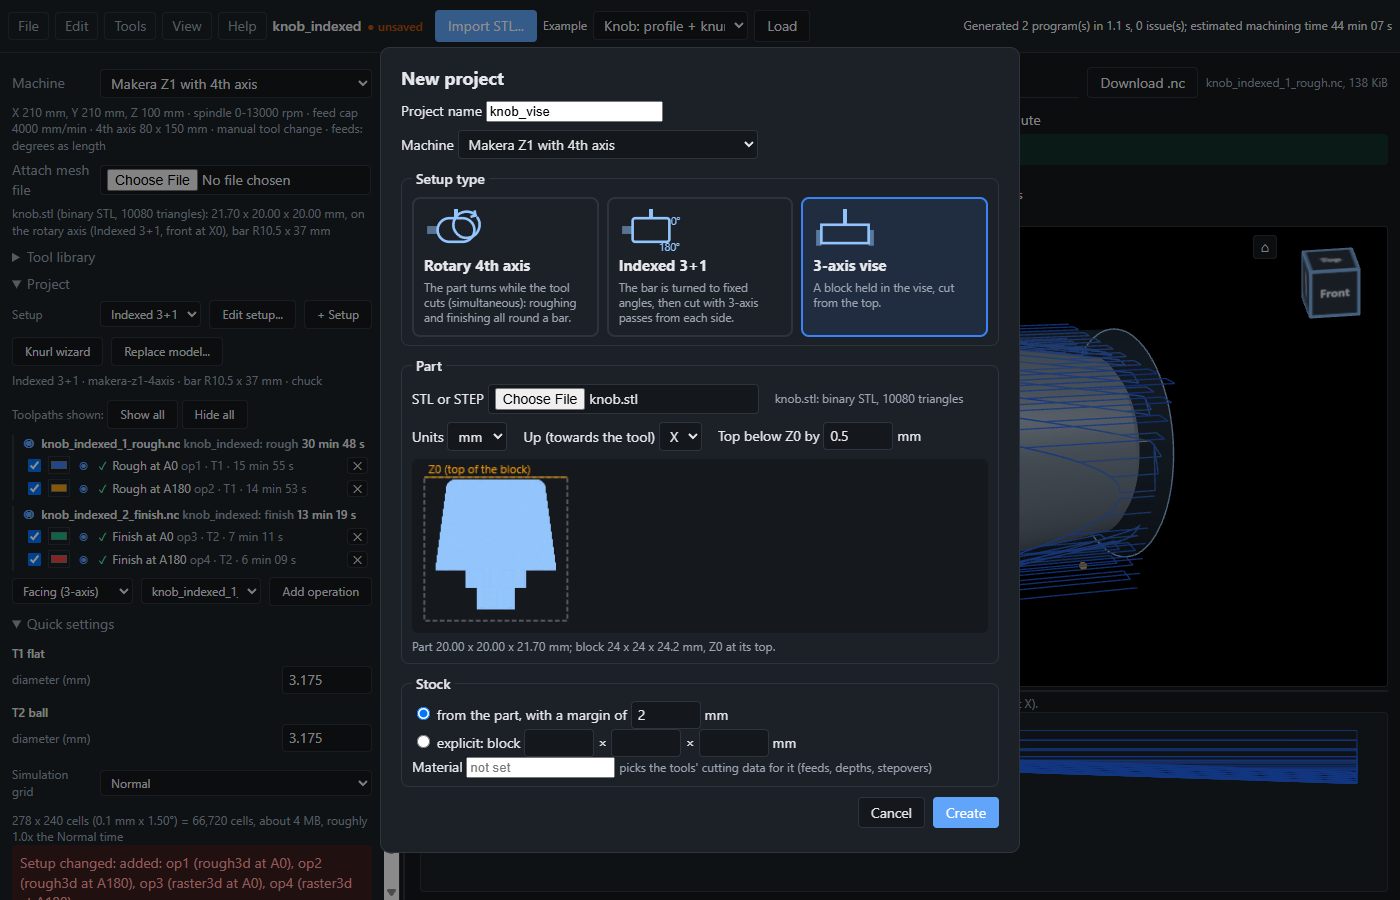 File Edit Tools View Help knob_indexed ● unsaved Import STL... Example Knob: profile + knu Load Generated 2 program(s) in 1.1 s, 0 issue(s); estimated machining time 44 min 07 s
Machine Makera Z1 with 4th axis
X 210 mm, Y 210 mm, Z 100 mm · spindle 0-13000 rpm · feed cap
4000 mm/min · 4th axis 80 x 150 mm · manual tool change · feeds:
degrees as length
Attach mesh
file
Choose File No file chosen
knob.stl (binary STL, 10080 triangles): 21.70 x 20.00 x 20.00 mm, on
the rotary axis (Indexed 3+1, front at X0), bar R10.5 x 37 mm
Tool library
Project
Setup Indexed 3+1 Edit setup... + Setup
Knurl wizard Replace model...
Indexed 3+1 · makera-z1-4axis · bar R10.5 x 37 mm · chuck
Toolpaths shown: Show all Hide all
knob_indexed_1_rough.nc knob_indexed: rough 30 min 48 s
✓ Rough at A0 op1 · T1 · 15 min 55 s
✓ Rough at A180 op2 · T1 · 14 min 53 s
knob_indexed_2_finish.nc knob_indexed: finish 13 min 19 s
✓ Finish at A0 op3 · T2 · 7 min 11 s
✓ Finish at A180 op4 · T2 · 6 min 09 s
Facing (3-axis) knob_indexed_1_ Add operation
Quick settings
T1 flat
diameter (mm) 3.175
T2 ball
diameter (mm) 3.175
Simulation
grid
Normal
278 x 240 cells (0.1 mm x 1.50°) = 66,720 cells, about 4 MB, roughly
1.0x the Normal time
Setup changed: added: op1 (rough3d at A0), op2
(rough3d at A180), op3 (raster3d at A0), op4 (raster3d
New project
Project name knob_vise
Machine Makera Z1 with 4th axis
Setup type
Rotary 4th axis
The part turns while the tool
cuts (simultaneous): roughing
and finishing all round a bar.
0°
180°
Indexed 3+1
The bar is turned to fixed
angles, then cut with 3-axis
passes from each side.
3-axis vise
A block held in the vise, cut
from the top.
Part
STL or STEP Choose File knob.stl knob.stl: binary STL, 10080 triangles
Units mm Up (towards the tool) X Top below Z0 by 0.5 mm
Z0 (top of the block)
Part 20.00 x 20.00 x 21.70 mm; block 24 x 24 x 24.2 mm, Z0 at its top.
Stock
from the part, with a margin of 2 mm
explicit: block × × mm
Material not set picks the tools' cutting data for it (feeds, depths, stepovers)
Cancel Create
Download .nc knob_indexed_1_rough.nc, 138 KiB
ute
s
Top
Front
X).